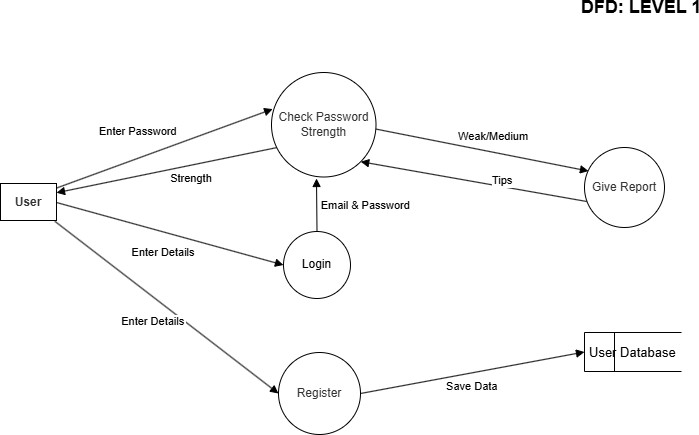 DFD: LEVEL 1
Check Password
Strength
Enter Password
Weak/Medium
Strength
Tips
Give Report
User
Email & Password
Enter Details
Login
Enter Details
User Database
Save Data
Register